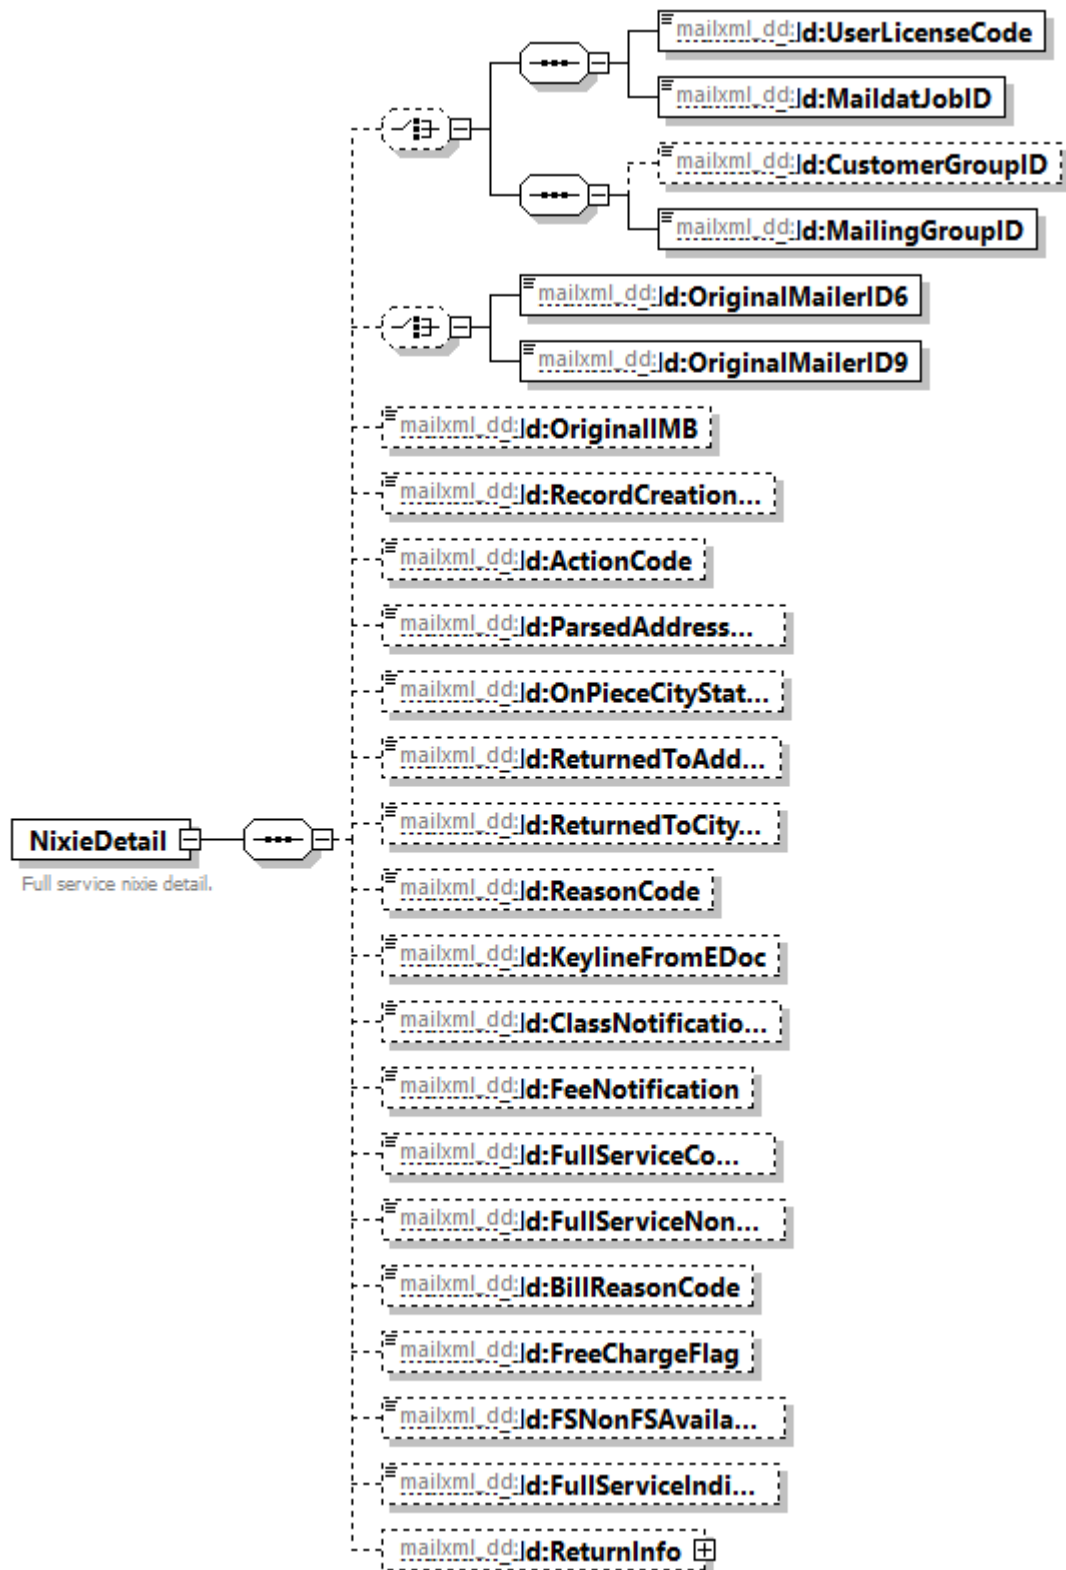 mailxml_dd:ld:UserLicenseCode
mailxml_dd:ld:MaildatJobID
mailxml_dd:ld:CustomerGroupID
mailxml_dd:ld:MailingGroupID
mailxml_dd:ld:OriginalMailerID6
mailxml_dd:ld:OriginalMailerID9
mailxml_dd:ld:OriginalIMB
mailxml_dd:ld:RecordCreation...
mailxml_dd:ld:ActionCode
mailxml_dd:ld:ParsedAddress...
mailxml_dd:ld:OnPieceCityStat...
mailxml_dd:ld:ReturnedToAdd...
mailxml_dd:ld:ReturnedToCity...
NixieDetail
Full service nixie detail.
mailxml_dd:ld:ReasonCode
mailxml_dd:ld:KeylineFromEDoc
mailxml_dd:ld:ClassNotificatio...
mailxml_dd:ld:FeeNotification
mailxml_dd:ld:FullServiceCo...
mailxml_dd:ld:FullServiceNon...
mailxml_dd:ld:BillReasonCode
mailxml_dd:ld:FreeChargeFlag
mailxml_dd:ld:FSNonFSAvaila...
mailxml_dd:ld:FullServiceIndi...
mailxml_dd:ld:ReturnInfo